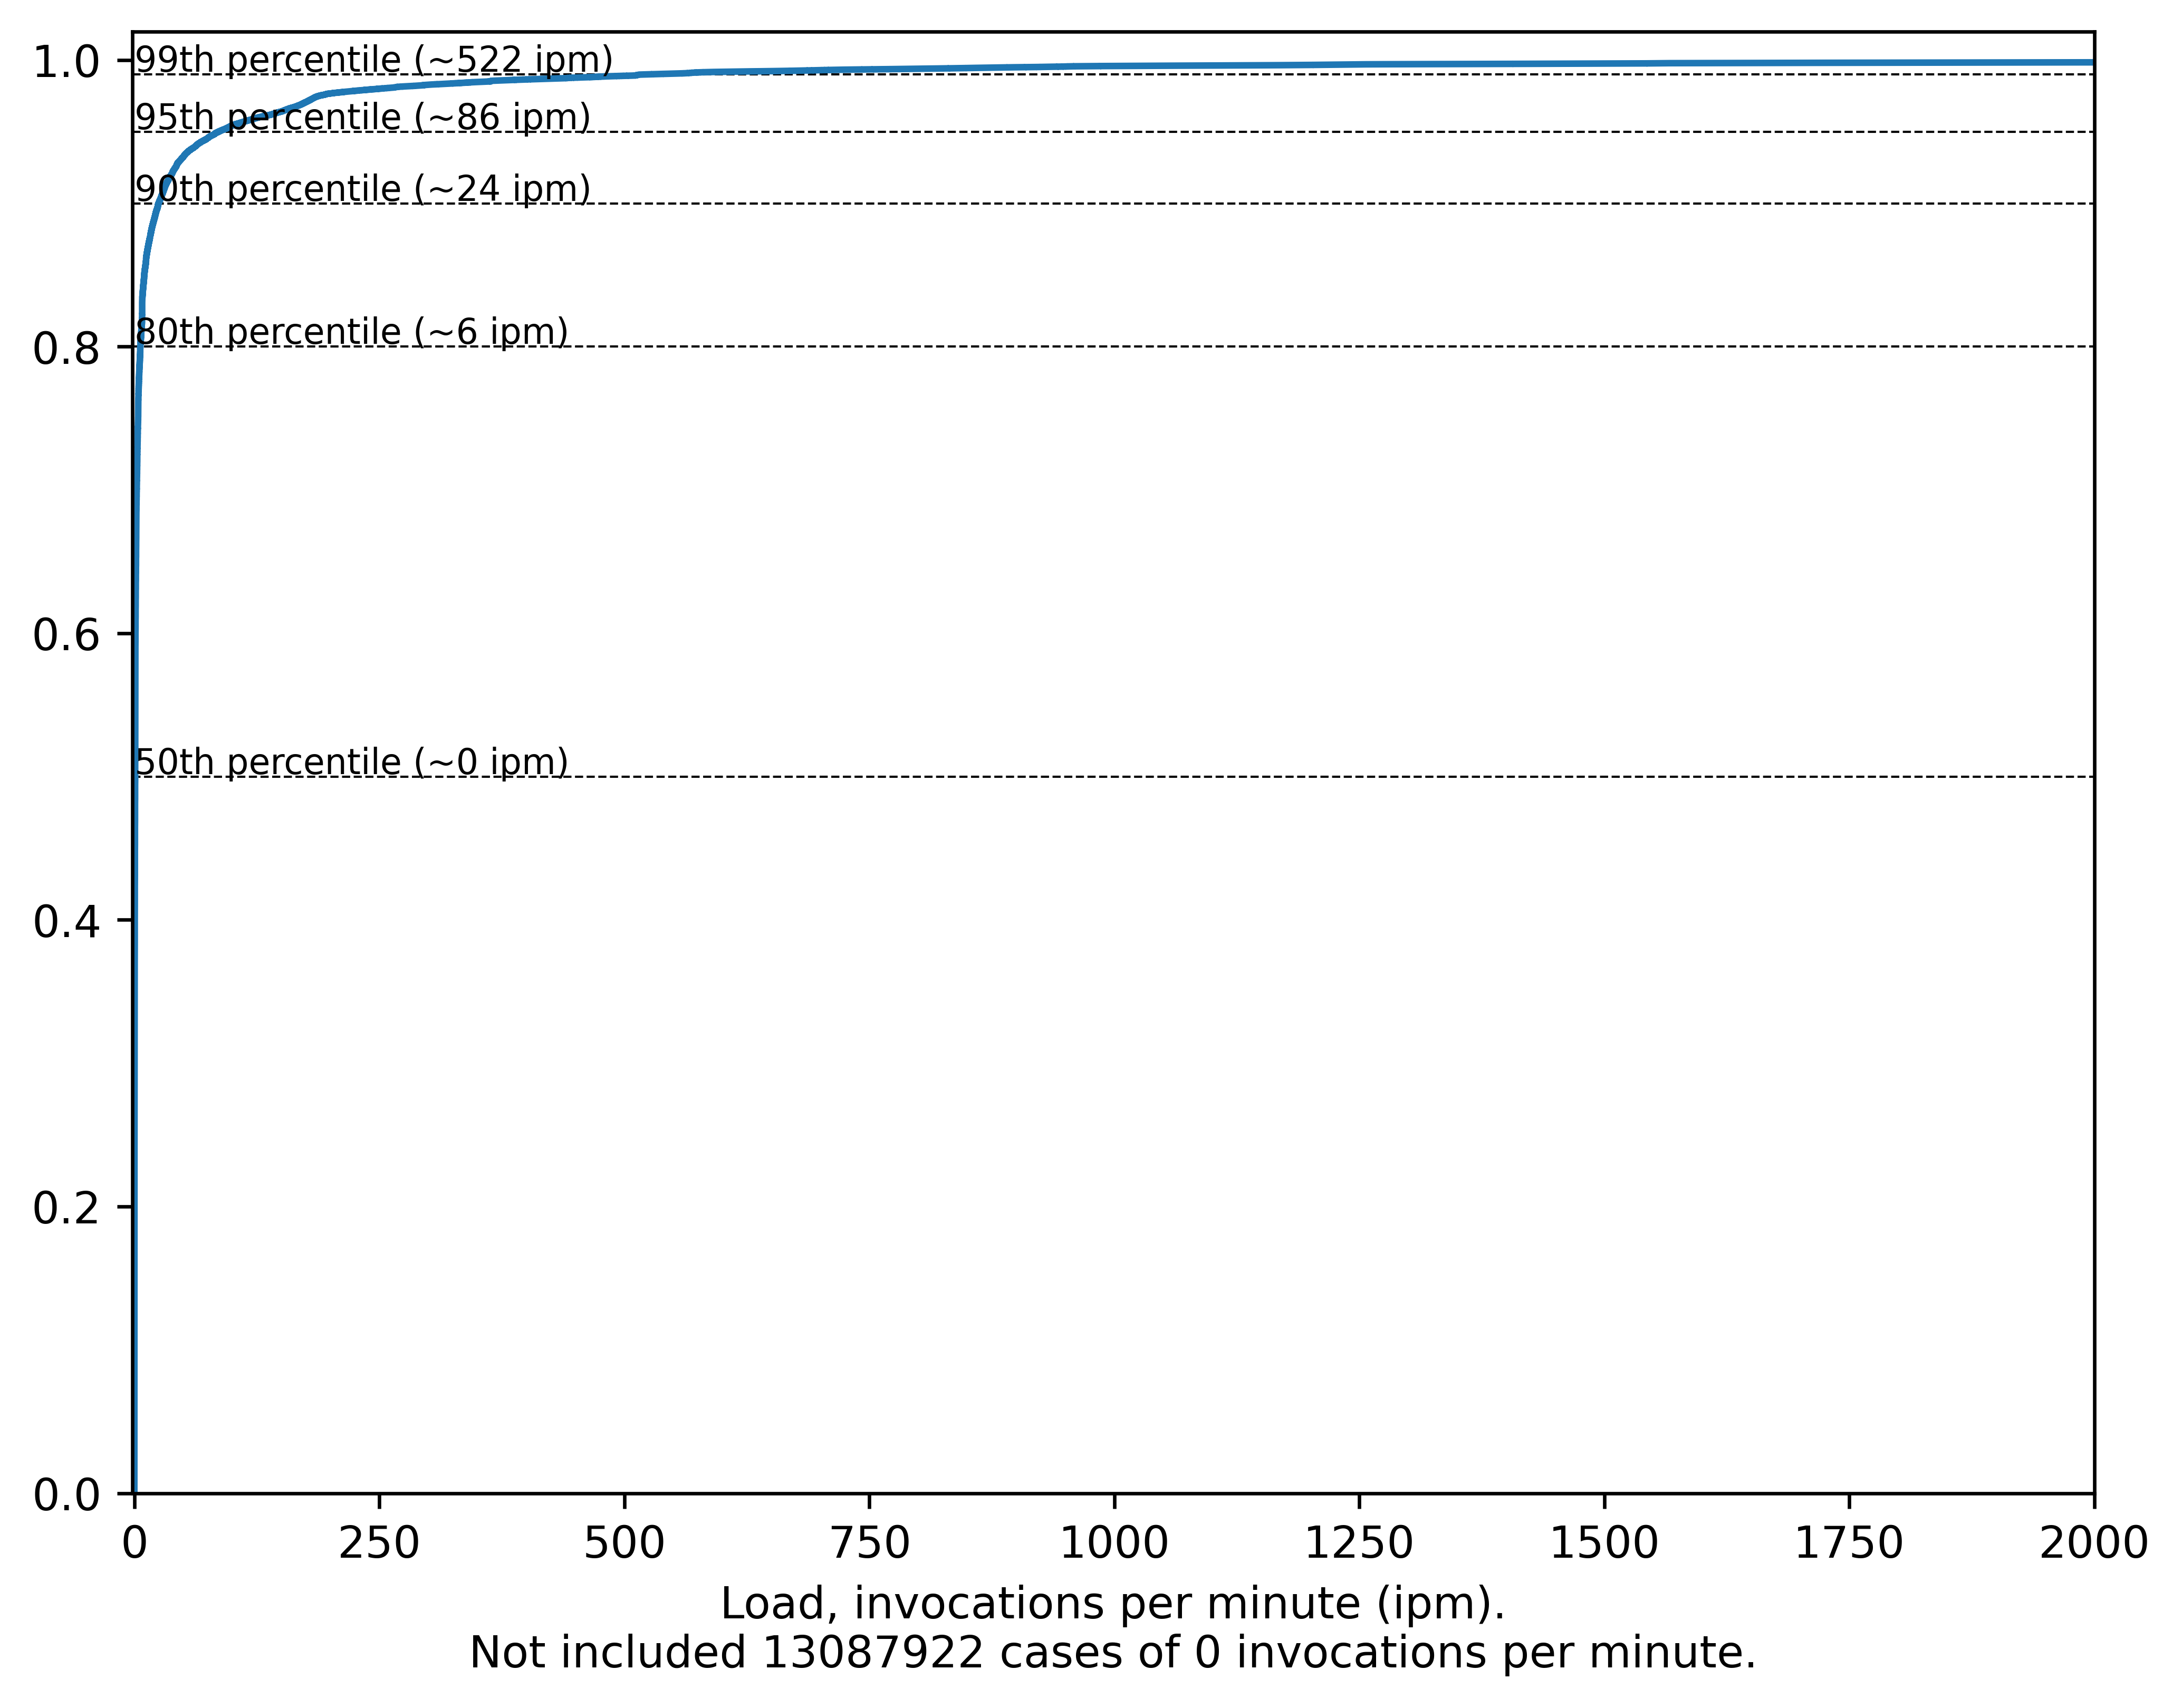 1.0
99th percentile (~522 ipm)
95th percentile (~86 ipm)
90th percentile (~24 ipm)
0.8
80th percentile (~6 ipm)
0.6
50th percentile (~0 ipm)
0.4
0.2
0.0
0 250 500 750 1000 1250 1500 1750 2000
Load, invocations per minute (ipm).
Not included 13087922 cases of 0 invocations per minute.